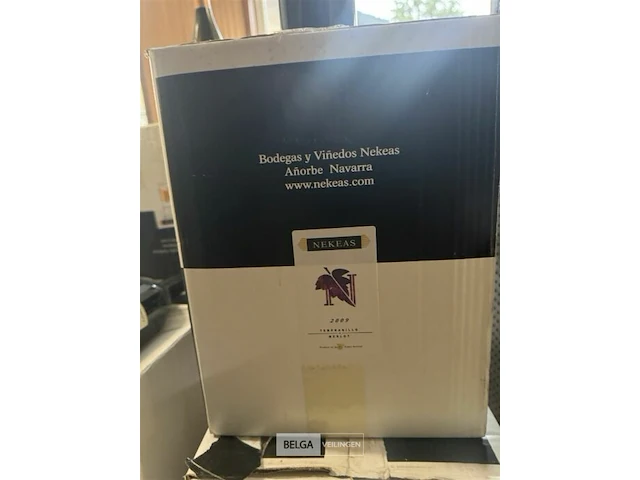 Bodegas y Viñedos Nekeas
Añorbe Navarra
www.nekeas.com
NEKEAS
N
2009
TEMPRANILLO
MERLOT
BELGA VEILINGEN